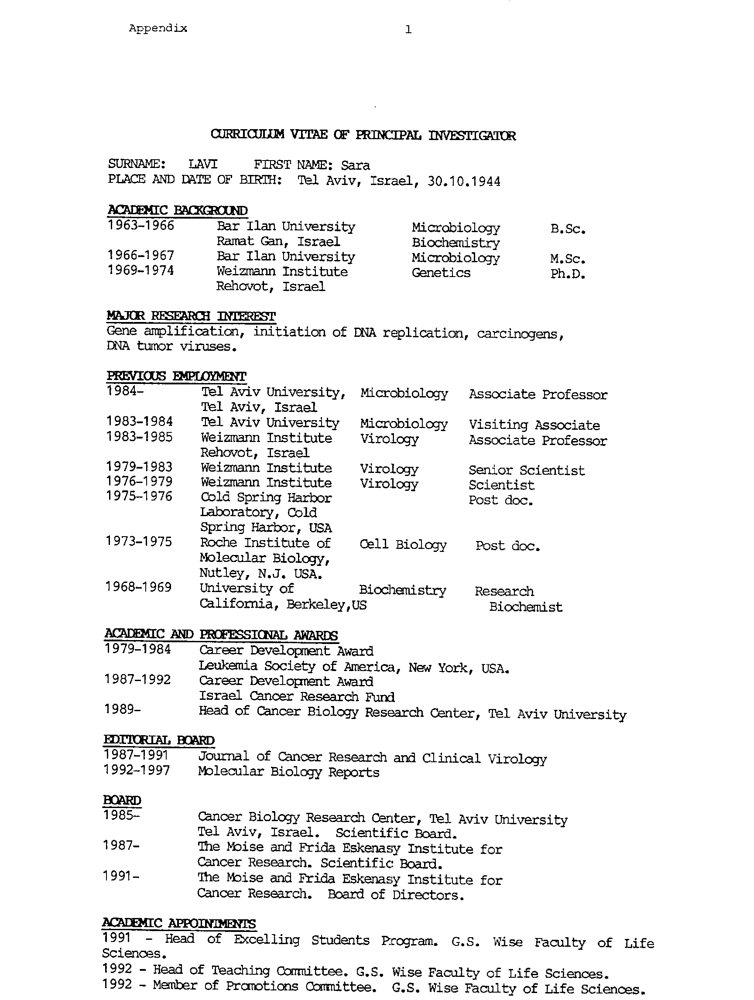 Appendix 1
CURRICULUM VITAE OF PRINCIPAL INVESTIGATOR
SURNAME: LAVI FIRST NAME: Sara
PLACE AND DATE OF BIRTH: Tel Aviv, Israel, 30.10.1944
ACADEMIC BACKGROUND
1963-1966 Bar Ilan University Microbiology B.Sc.
Ramat Gan, Israel Biochemistry
1966-1967 Bar Ilan University Microbiology M.Sc.
1969-1974 Weizmann Institute Genetics Ph.D.
Rehovot, Israel
MAJOR RESEARCH INTEREST
Gene amplification, initiation of DNA replication, carcinogens,
DNA tumor viruses.
PREVIOUS EMPLOYMENT
1984- Tel Aviv University, Microbiology Associate Professor
Tel Aviv, Israel
1983-1984 Tel Aviv University Microbiology Visiting Associate
1983-1985 Weizmann Institute Virology Associate Professor
Rehovot, Israel
1979-1983 Weizmann Institute Virology Senior Scientist
1976-1979 Weizmann Institute Virology Scientist
1975-1976 Cold Spring Harbor Post doc.
Laboratory, Cold
Spring Harbor, USA
1973-1975 Roche Institute of Cell Biology Post doc.
Molecular Biology,
Nutley, N.J. USA.
1968-1969 University of Biochemistry Research
California, Berkeley,US Biochemist
ACADEMIC AND PROFESSIONAL AWARDS
1979-1984 Career Development Award
Leukemia Society of America, New York, USA.
1987-1992 Career Development Award
Israel Cancer Research Fund
1989- Head of Cancer Biology Research Center, Tel Aviv University
EDITORIAL BOARD
1987-1991 Journal of Cancer Research and Clinical Virology
1992-1997 Molecular Biology Reports
BOARD
1985- Cancer Biology Research Center, Tel Aviv University
Tel Aviv, Israel. Scientific Board.
1987- The Moise and Frida Eskenasy Institute for
Cancer Research. Scientific Board.
1991- The Moise and Frida Eskenasy Institute for
Cancer Research. Board of Directors.
ACADEMIC APPOINTMENTS
1991 - Head of Excelling Students Program. G.S. Wise Faculty of Life
Sciences.
1992 - Head of Teaching Committee. G.S. Wise Faculty of Life Sciences.
1992 - Member of Promotions Committee. G.S. Wise Faculty of Life Sciences.